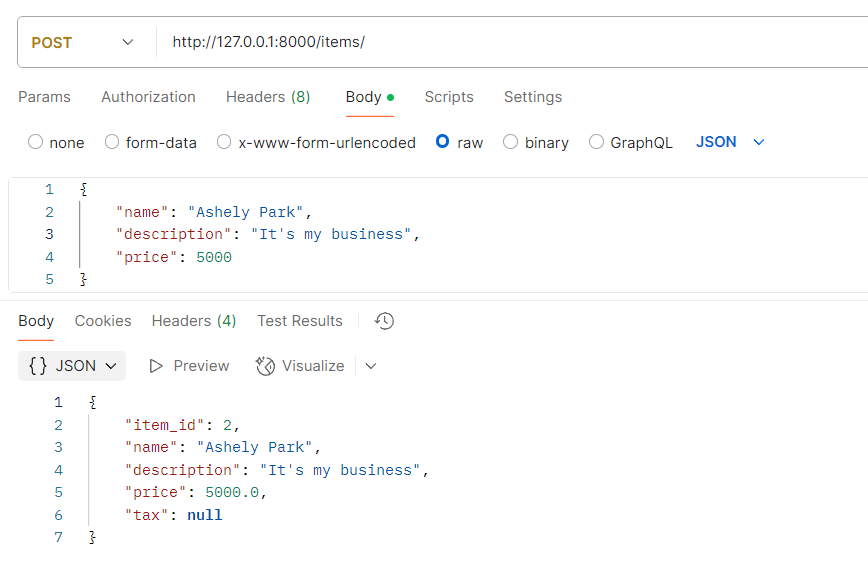 POST http://127.0.0.1:8000/items/
Params Authorization Headers (8) Body Scripts Settings
none form-data x-www-form-urlencoded raw binary GraphQL JSON
1 {
2 "name": "Ashely Park",
3 "description": "It's my business",
4 "price": 5000
5 }
Body Cookies Headers (4) Test Results
{} JSON Preview Visualize
1 {
2 "item_id": 2,
3 "name": "Ashely Park",
4 "description": "It's my business",
5 "price": 5000.0,
6 "tax": null
7 }